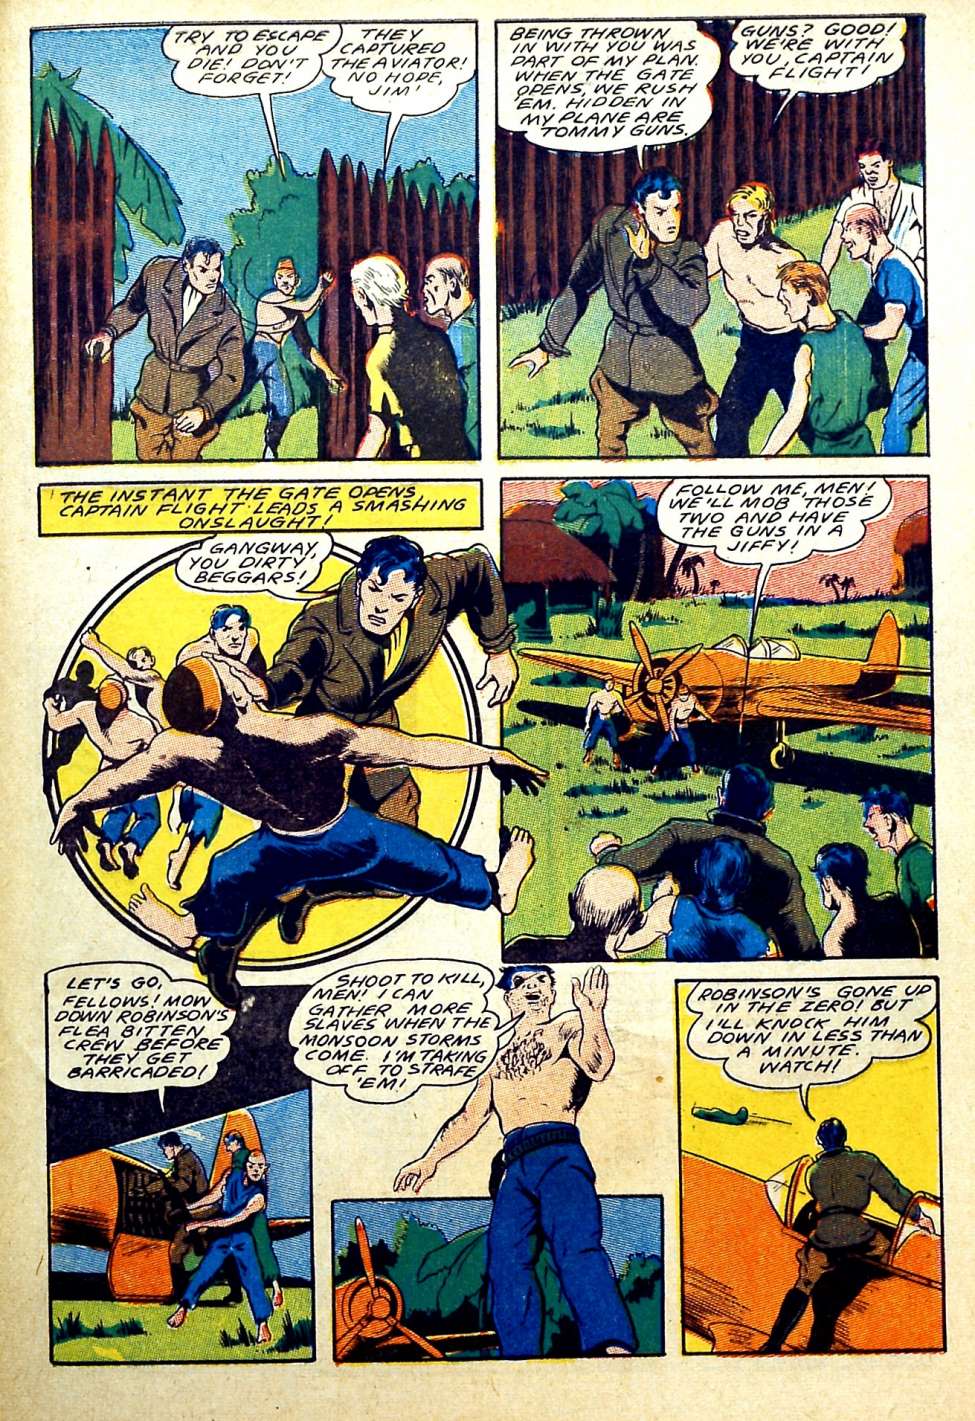 TRY TO ESCAPE
AND YOU
DIE! DON'T
FORGET!
THEY
CAPTURED
THE AVIATOR!
NO HOPE,
JIM!
BEING THROWN
IN WITH YOU WAS
PART OF MY PLAN.
WHEN THE GATE
OPENS, WE RUSH
'EM. HIDDEN IN
MY PLANE ARE
TOMMY GUNS.
GUNS? GOOD!
WE'RE WITH
YOU, CAPTAIN
FLIGHT!
THE INSTANT THE GATE OPENS
CAPTAIN FLIGHT LEADS A SMASHING
ONSLAUGHT!
GANGWAY,
YOU DIRTY
BEGGARS!
FOLLOW ME, MEN!
WE'LL MOB THOSE
TWO AND HAVE
THE GUNS IN A
JIFFY!
LET'S GO,
FELLOWS! MOW
DOWN ROBINSON'S
FLEA BITTEN
CREW BEFORE
THEY GET
BARRICADED!
SHOOT TO KILL,
MEN! I CAN
GATHER MORE
SLAVES WHEN THE
MONSOON STORMS
COME. I'M TAKING
OFF TO STRAFE
'EM!
ROBINSON'S GONE UP
IN THE ZERO! BUT
I'LL KNOCK HIM
DOWN IN LESS THAN
A MINUTE.
WATCH!